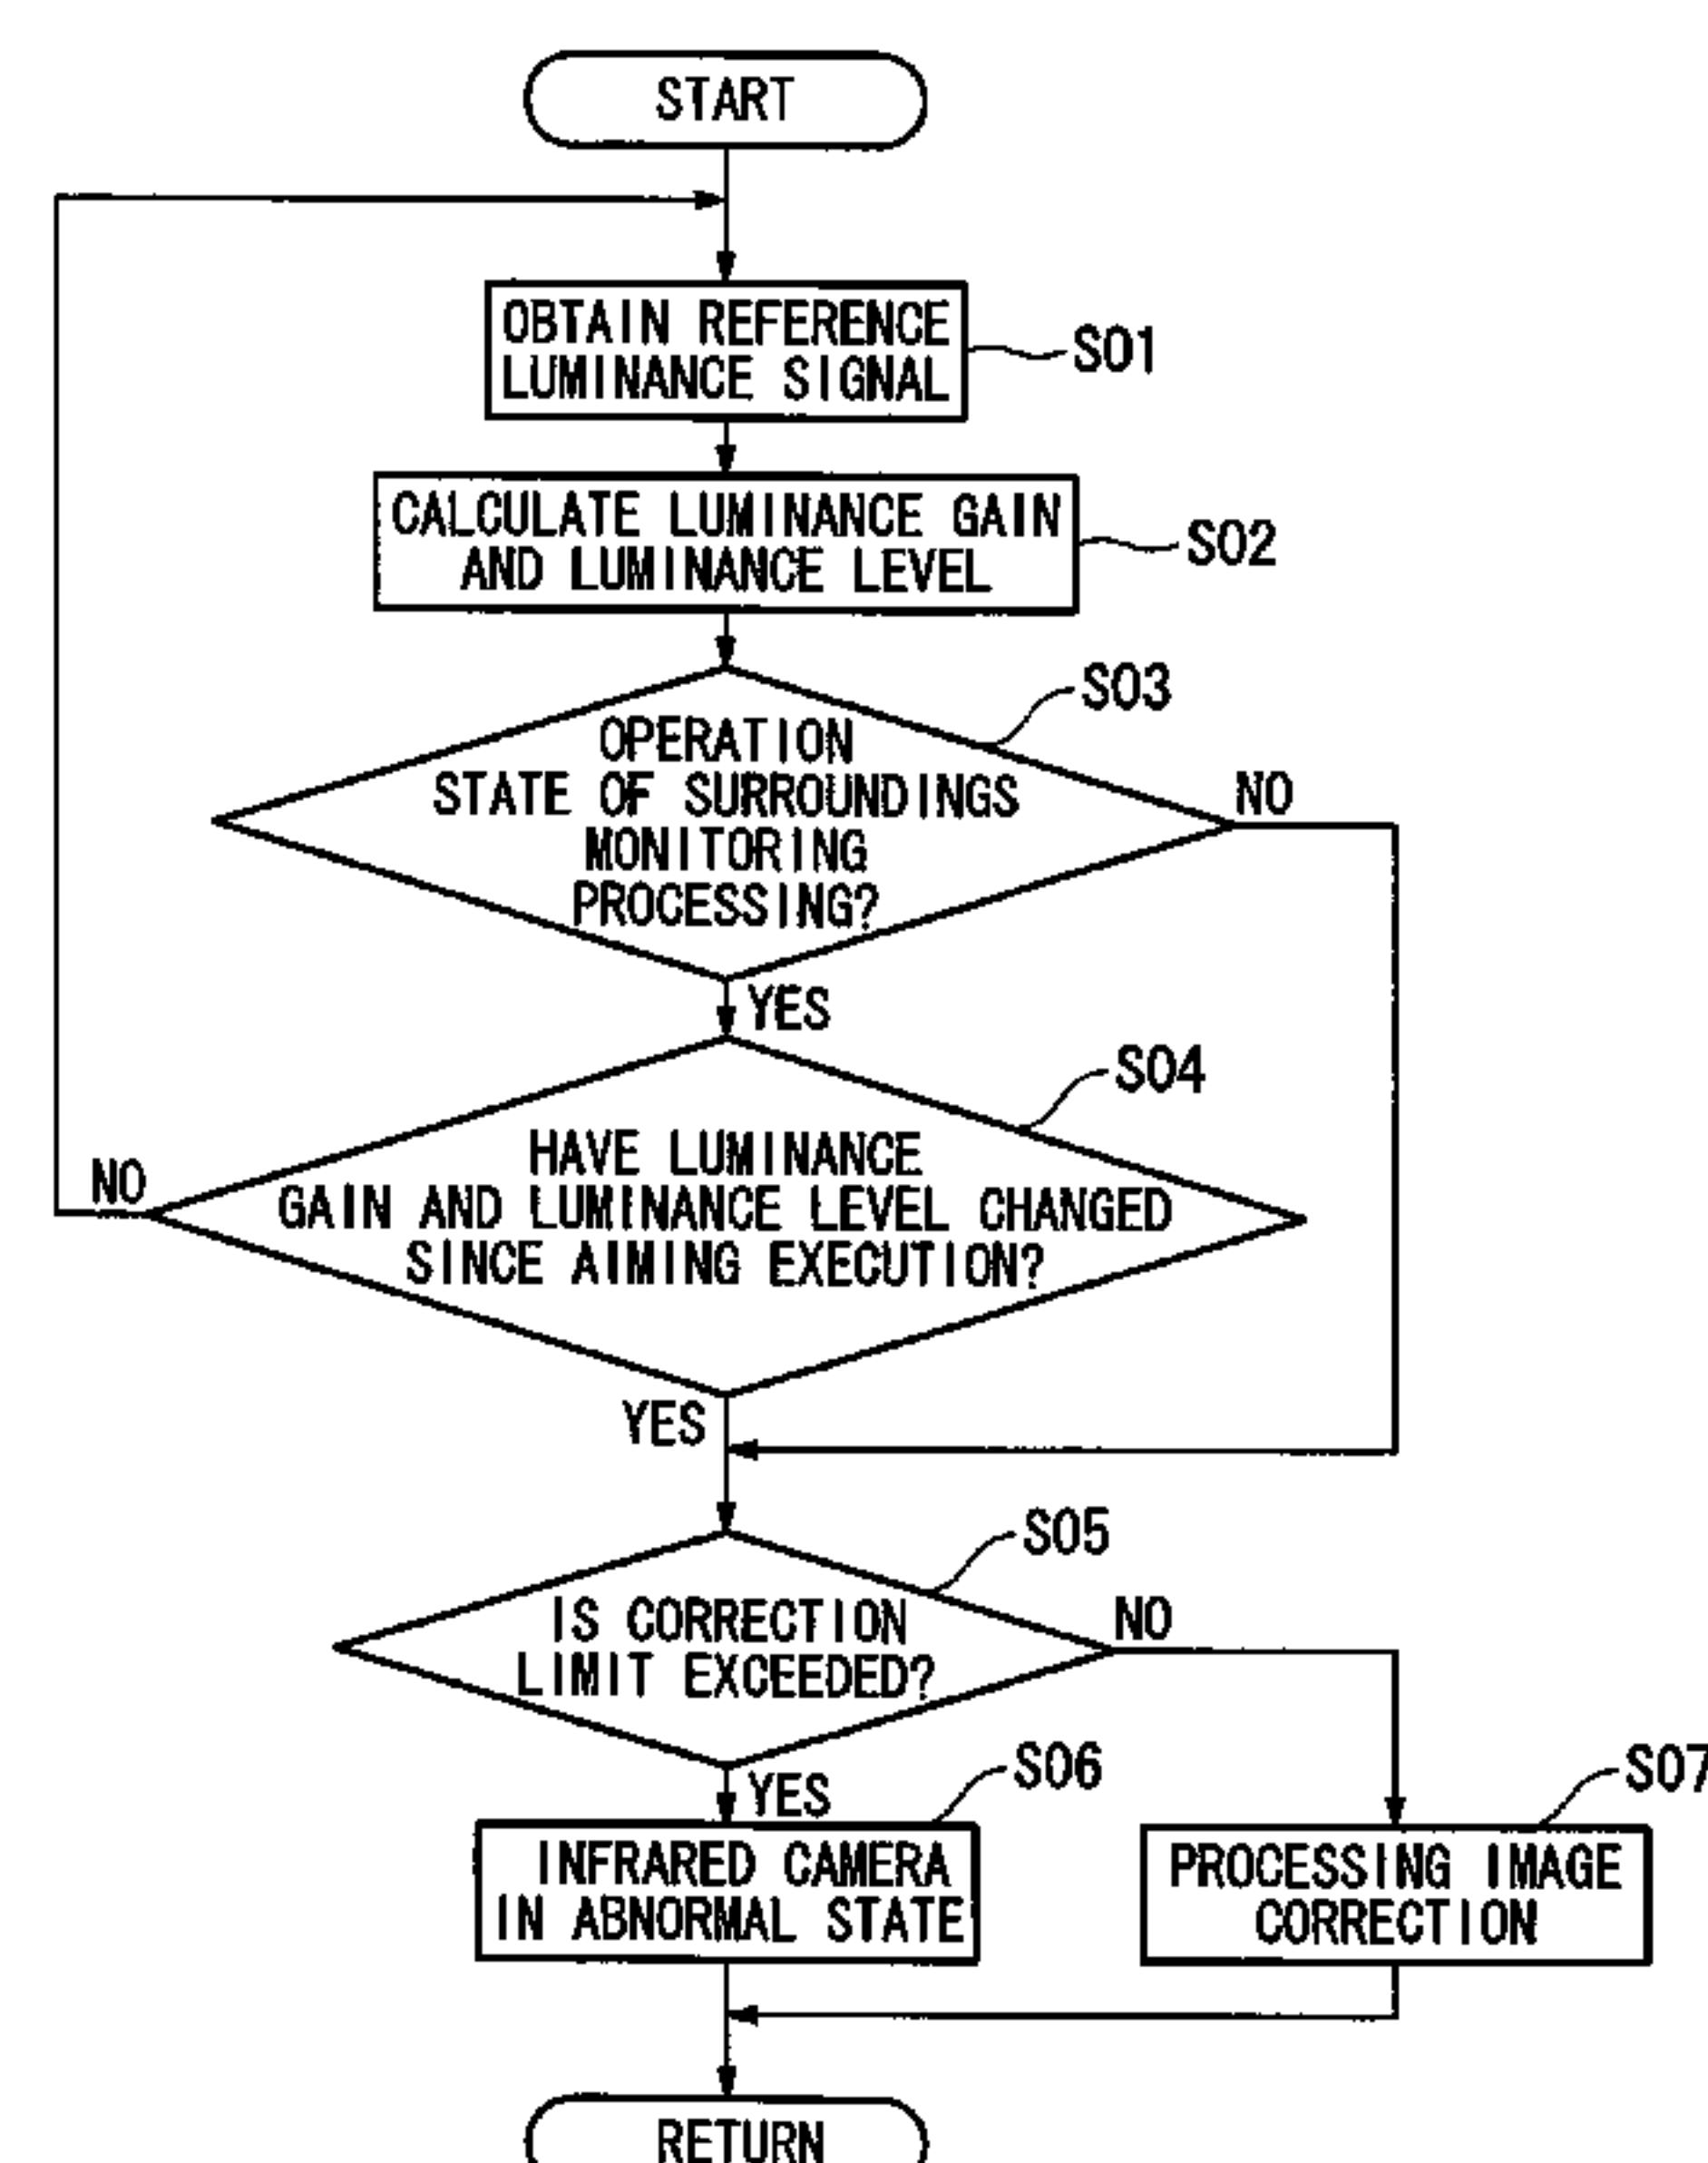 START
OBTAIN REFERENCE
LUMINANCE SIGNAL
S01
CALCULATE LUMINANCE GAIN
AND LUMINANCE LEVEL
S02
S03
OPERATION
STATE OF SURROUNDINGS
MONITORING
PROCESSING?
NO
YES
S04
HAVE LUMINANCE
GAIN AND LUMINANCE LEVEL CHANGED
SINCE AIMING EXECUTION?
NO
YES
S05
IS CORRECTION
LIMIT EXCEEDED?
NO
YES
S06
INFRARED CAMERA
IN ABNORMAL STATE
S07
PROCESSING IMAGE
CORRECTION
RETURN